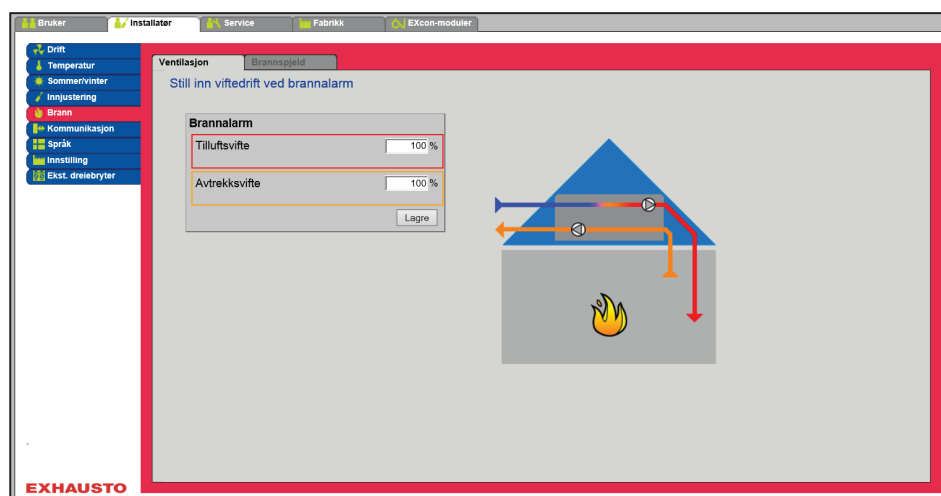 Bruker Installatør Service Fabrikk EXcon-moduler
Drift
Temperatur
Sommer/vinter
Innjustering
Brann
Kommunikasjon
Språk
Innstilling
Ekst. dreiebryter
Ventilasjon Brannspjeld
Still inn viftedrift ved brannalarm
Brannalarm
Tilluftsvifte 100 %
Avtrekksvifte 100 %
Lagre
EXHAUSTO